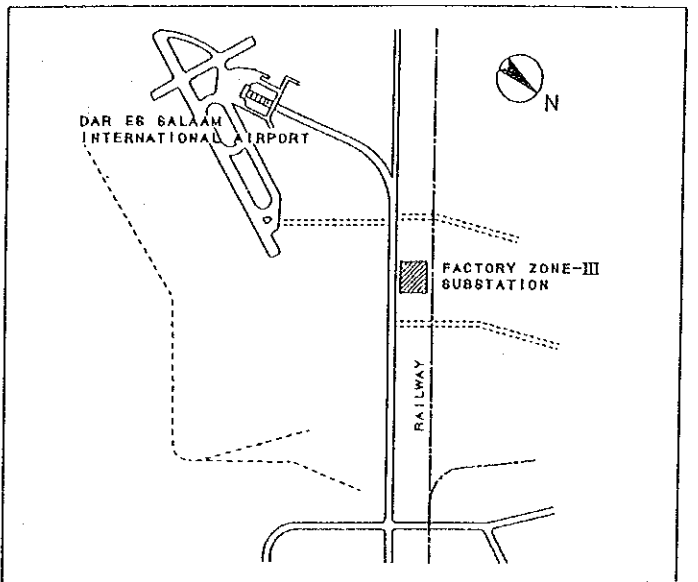 N
DAR ES SALAAM
INTERNATIONAL AIRPORT
FACTORY ZONE-III
SUBSTATION
RAILWAY